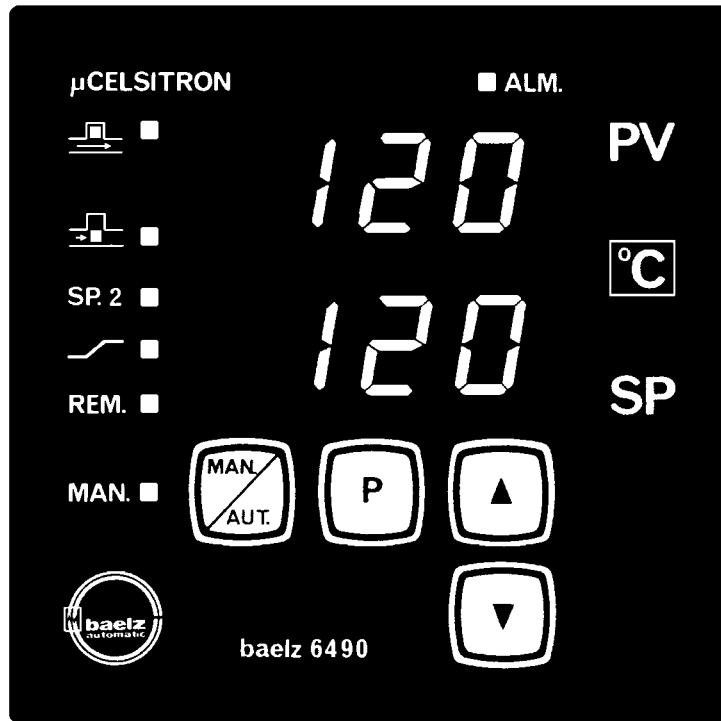 µCELSITRON
ALM.
120
PV
°C
SP. 2
120
REM.
SP
MAN.
MAN.
AUT.
P
baelz
automatic
baelz 6490